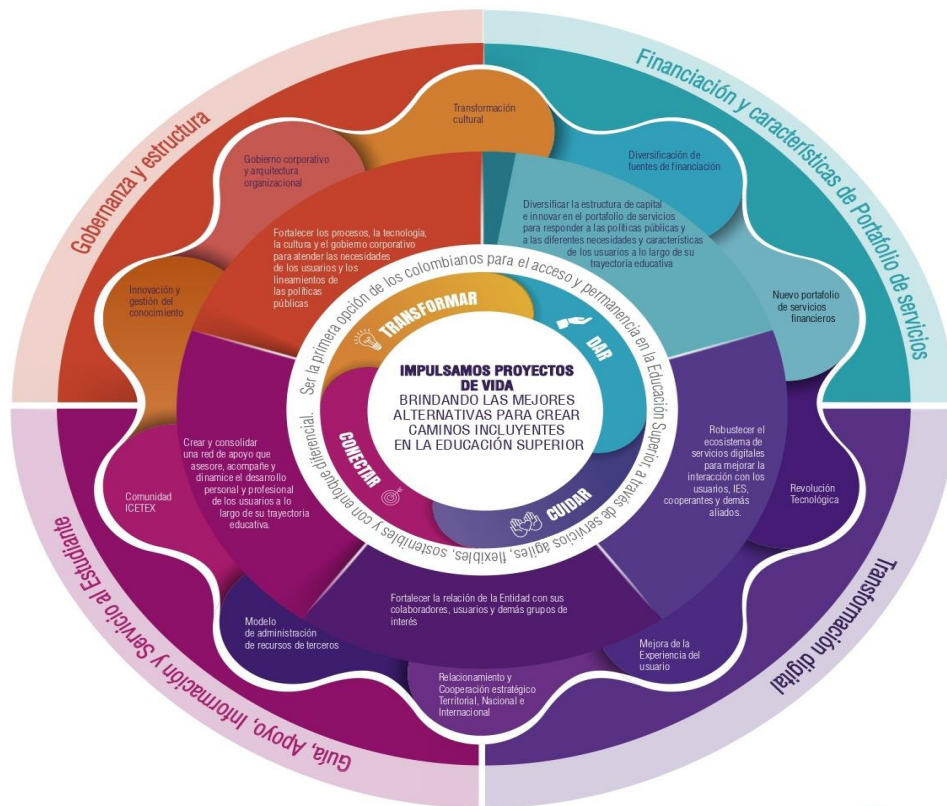 Gobernanza y estructura
Financiación y características de Portafolio de servicios
Transformación
cultural
Gobierno corporativo
y arquitectura
organizacional
Diversificación de
fuentes de financiación
Innovación y
gestión del
conocimiento
Nuevo portafolio
de servicios
financieros
Fortalecer los procesos, la tecnología,
la cultura y el gobierno corporativo
para atender las necesidades
de los usuarios y los
lineamientos de
las políticas
públicas
Diversificar la estructura de capital
e innovar en el portafolio de servicios
para responder a las políticas públicas y
a las diferentes necesidades y características
de los usuarios a lo largo de su
trayectoria educativa
Ser la primera opción de los colombianos para el acceso y permanencia en la Educación Superior, a través de servicios ágiles, flexibles, sostenibles y con enfoque diferencial.
TRANSFORMAR
DAR
IMPULSAMOS PROYECTOS
DE VIDA
BRINDANDO LAS MEJORES
ALTERNATIVAS PARA CREAR
CAMINOS INCLUYENTES
EN LA EDUCACIÓN SUPERIOR
CONECTAR
CUIDAR
Crear y consolidar
una red de apoyo que
asesore, acompañe y
dinamice el desarrollo
personal y profesional
de los usuarios a lo
largo de su trayectoria
educativa.
Robustecer el
ecosistema de
servicios digitales
para mejorar la
interacción con los
usuarios, IES,
cooperantes y demás
aliados.
Comunidad
ICETEX
Revolución
Tecnológica
Fortalecer la relación de la Entidad con sus
colaboradores, usuarios y demás grupos de
interés
Modelo
de administración
de recursos de terceros
Mejora de la
Experiencia del
usuario
Relacionamiento y
Cooperación estratégico
Territorial, Nacional e
Internacional
Guía, Apoyo, Información y Servicio al Estudiante
Transformación digital